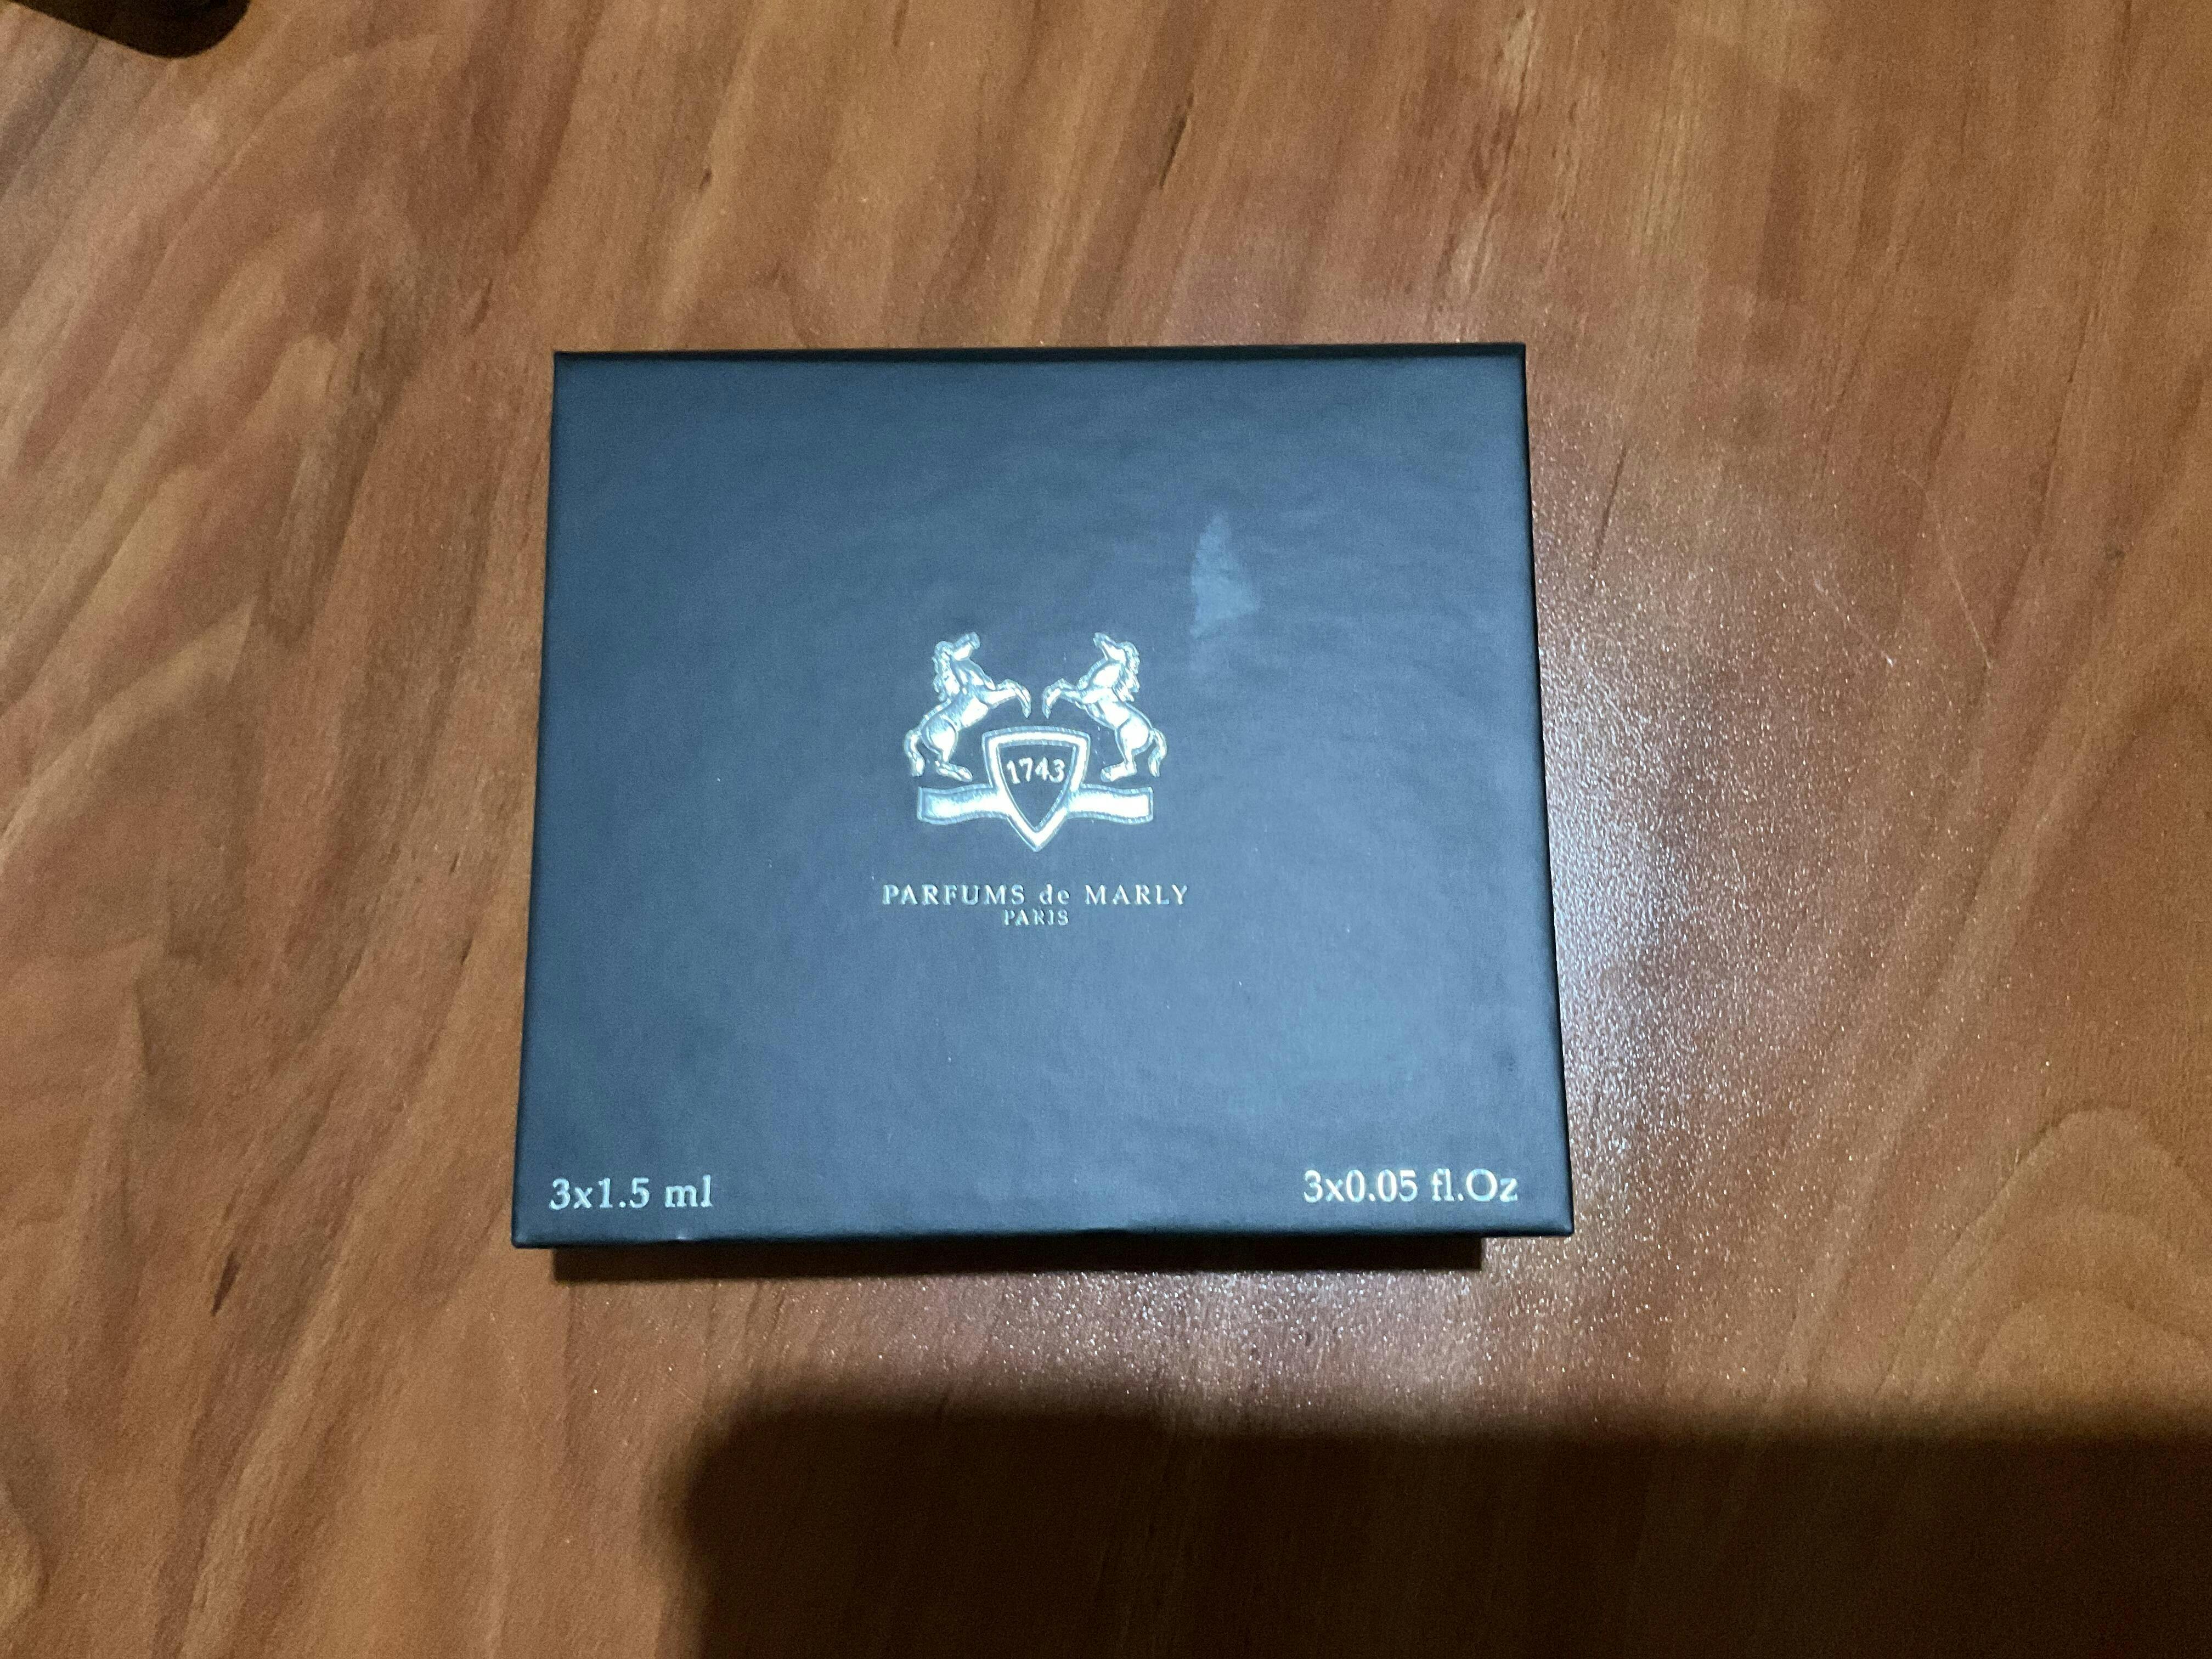 1743
PARFUMS de MARLY
PARIS
3x1.5 ml
3x0.05 fl.Oz